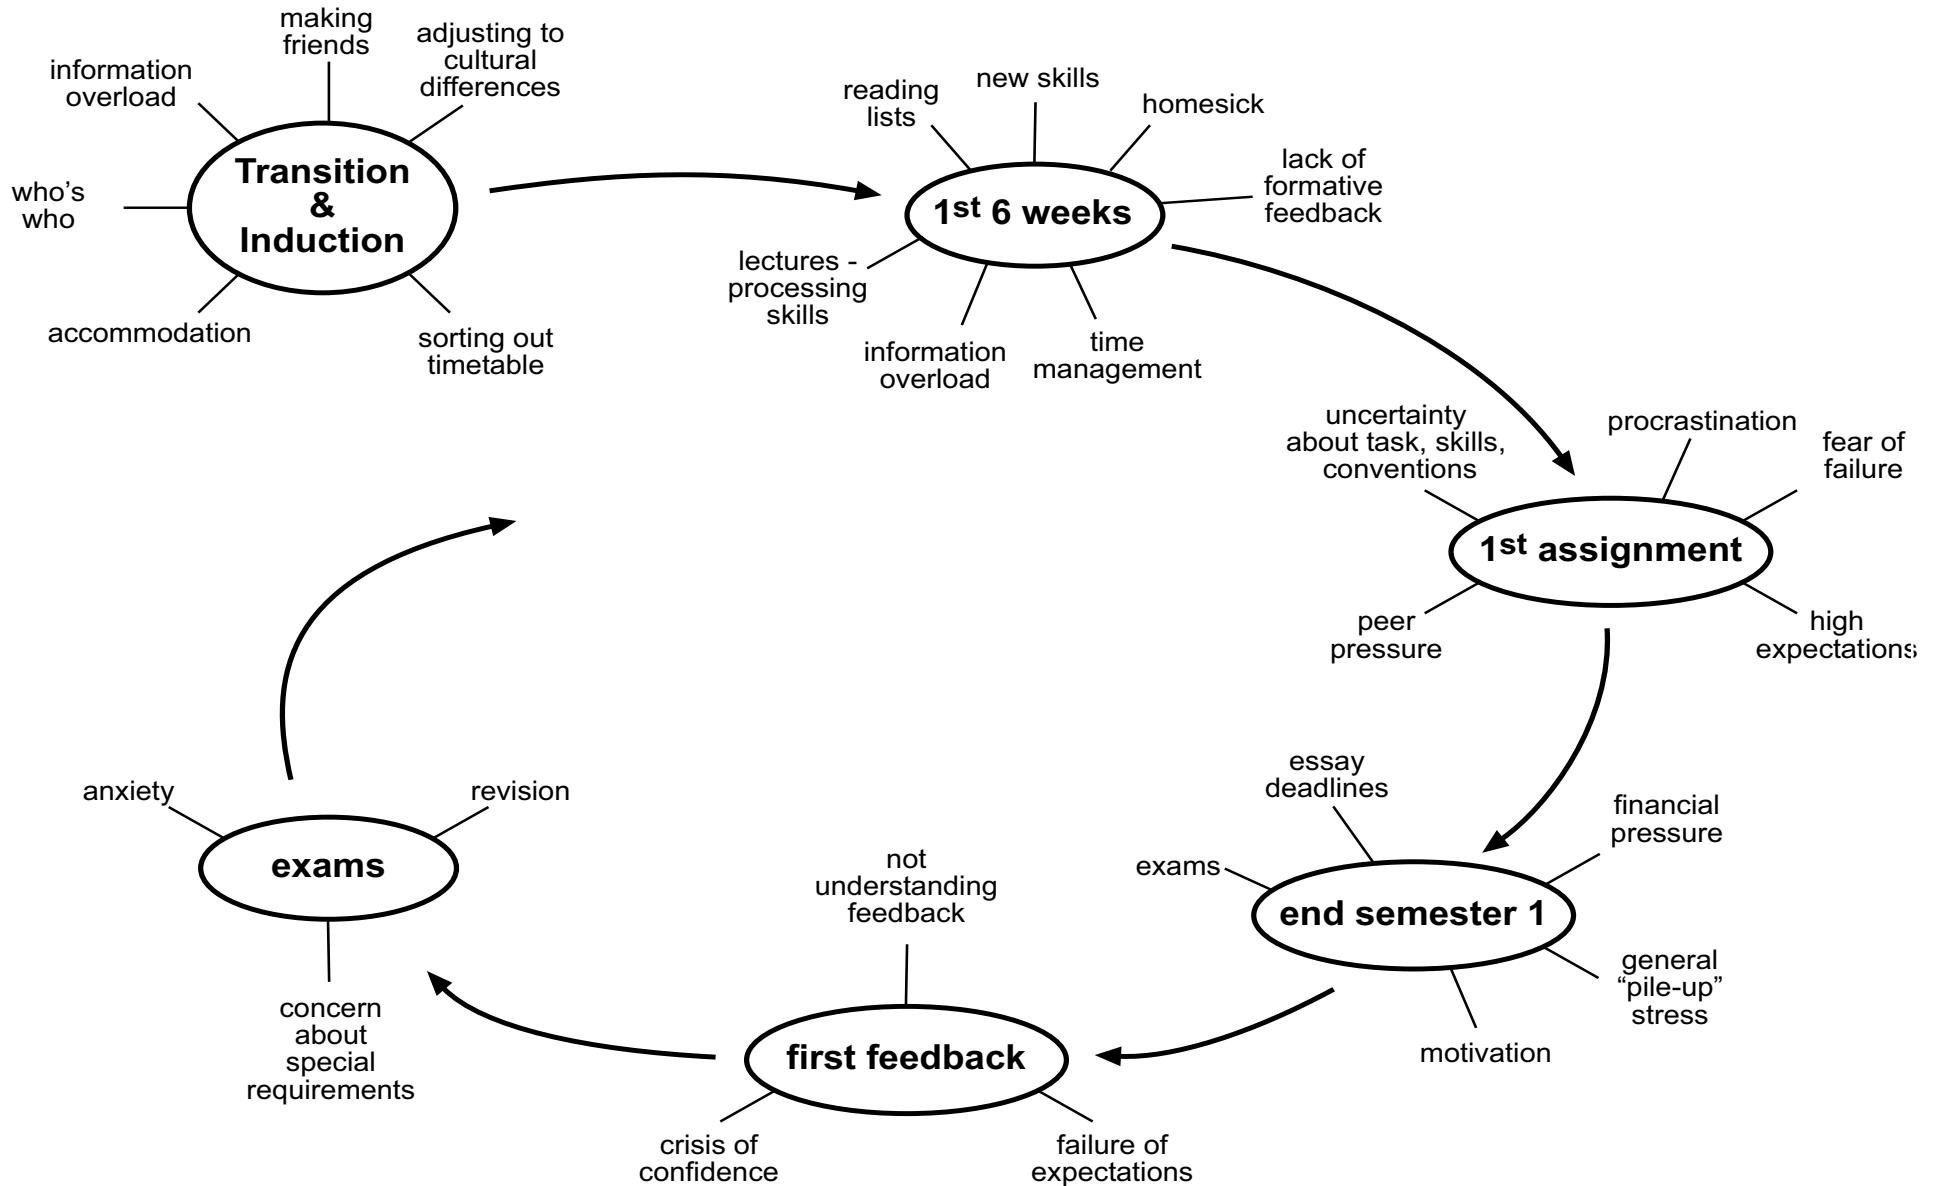 making
friends
adjusting to
cultural
differences
information
overload
who’s
who
Transition
&
Induction
accommodation
sorting out
timetable
reading
lists
new skills
homesick
lack of
formative
feedback
1st 6 weeks
lectures -
processing
skills
information
overload
time
management
uncertainty
about task, skills,
conventions
procrastination
fear of
failure
1st assignment
peer
pressure
high
expectations
essay
deadlines
financial
pressure
exams
end semester 1
general
“pile-up”
stress
motivation
not
understanding
feedback
first feedback
crisis of
confidence
failure of
expectations
anxiety
revision
exams
concern
about
special
requirements